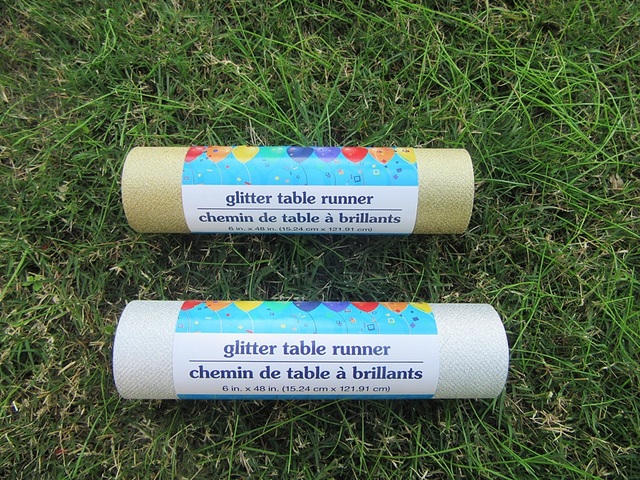 glitter table runner
chemin de table à brillants
6 in. x 48 in. (15.24 cm x 121.91 cm)
glitter table runner
chemin de table à brillants
6 in. x 48 in. (15.24 cm x 121.91 cm)